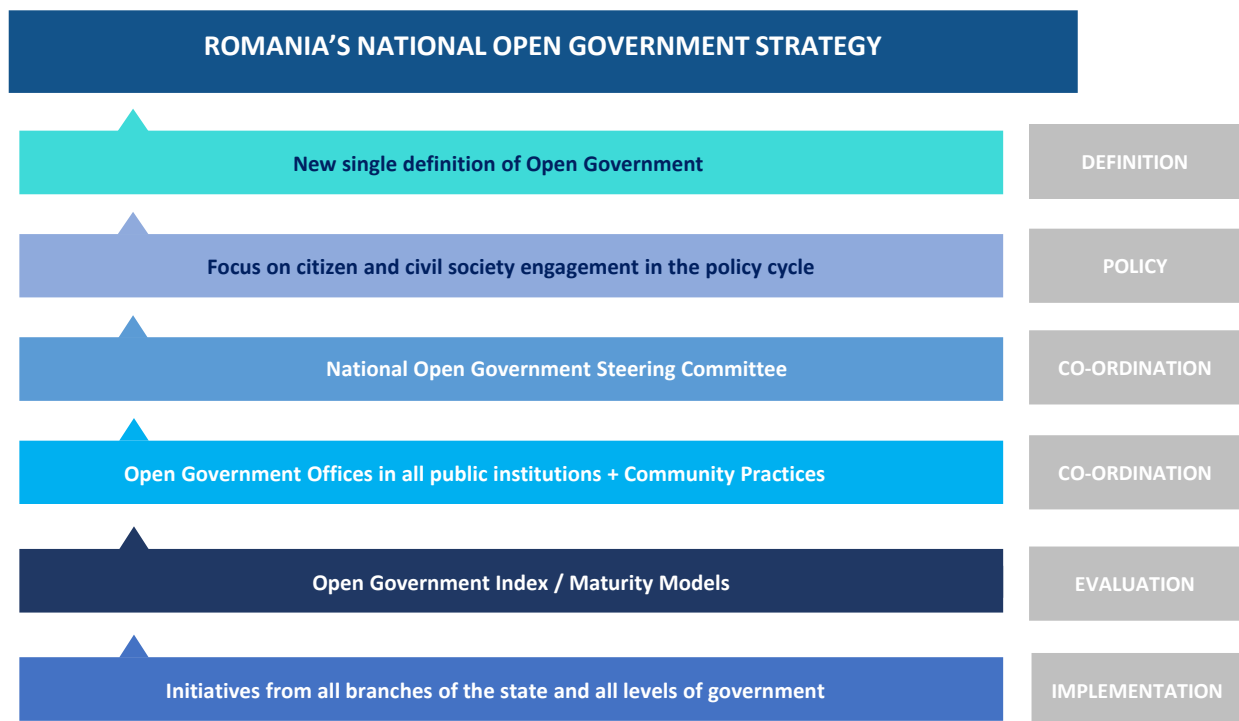 ROMANIA’S NATIONAL OPEN GOVERNMENT STRATEGY
New single definition of Open Government
DEFINITION
Focus on citizen and civil society engagement in the policy cycle
POLICY
National Open Government Steering Committee
CO-ORDINATION
Open Government Offices in all public institutions + Community Practices
CO-ORDINATION
Open Government Index / Maturity Models
EVALUATION
Initiatives from all branches of the state and all levels of government
IMPLEMENTATION